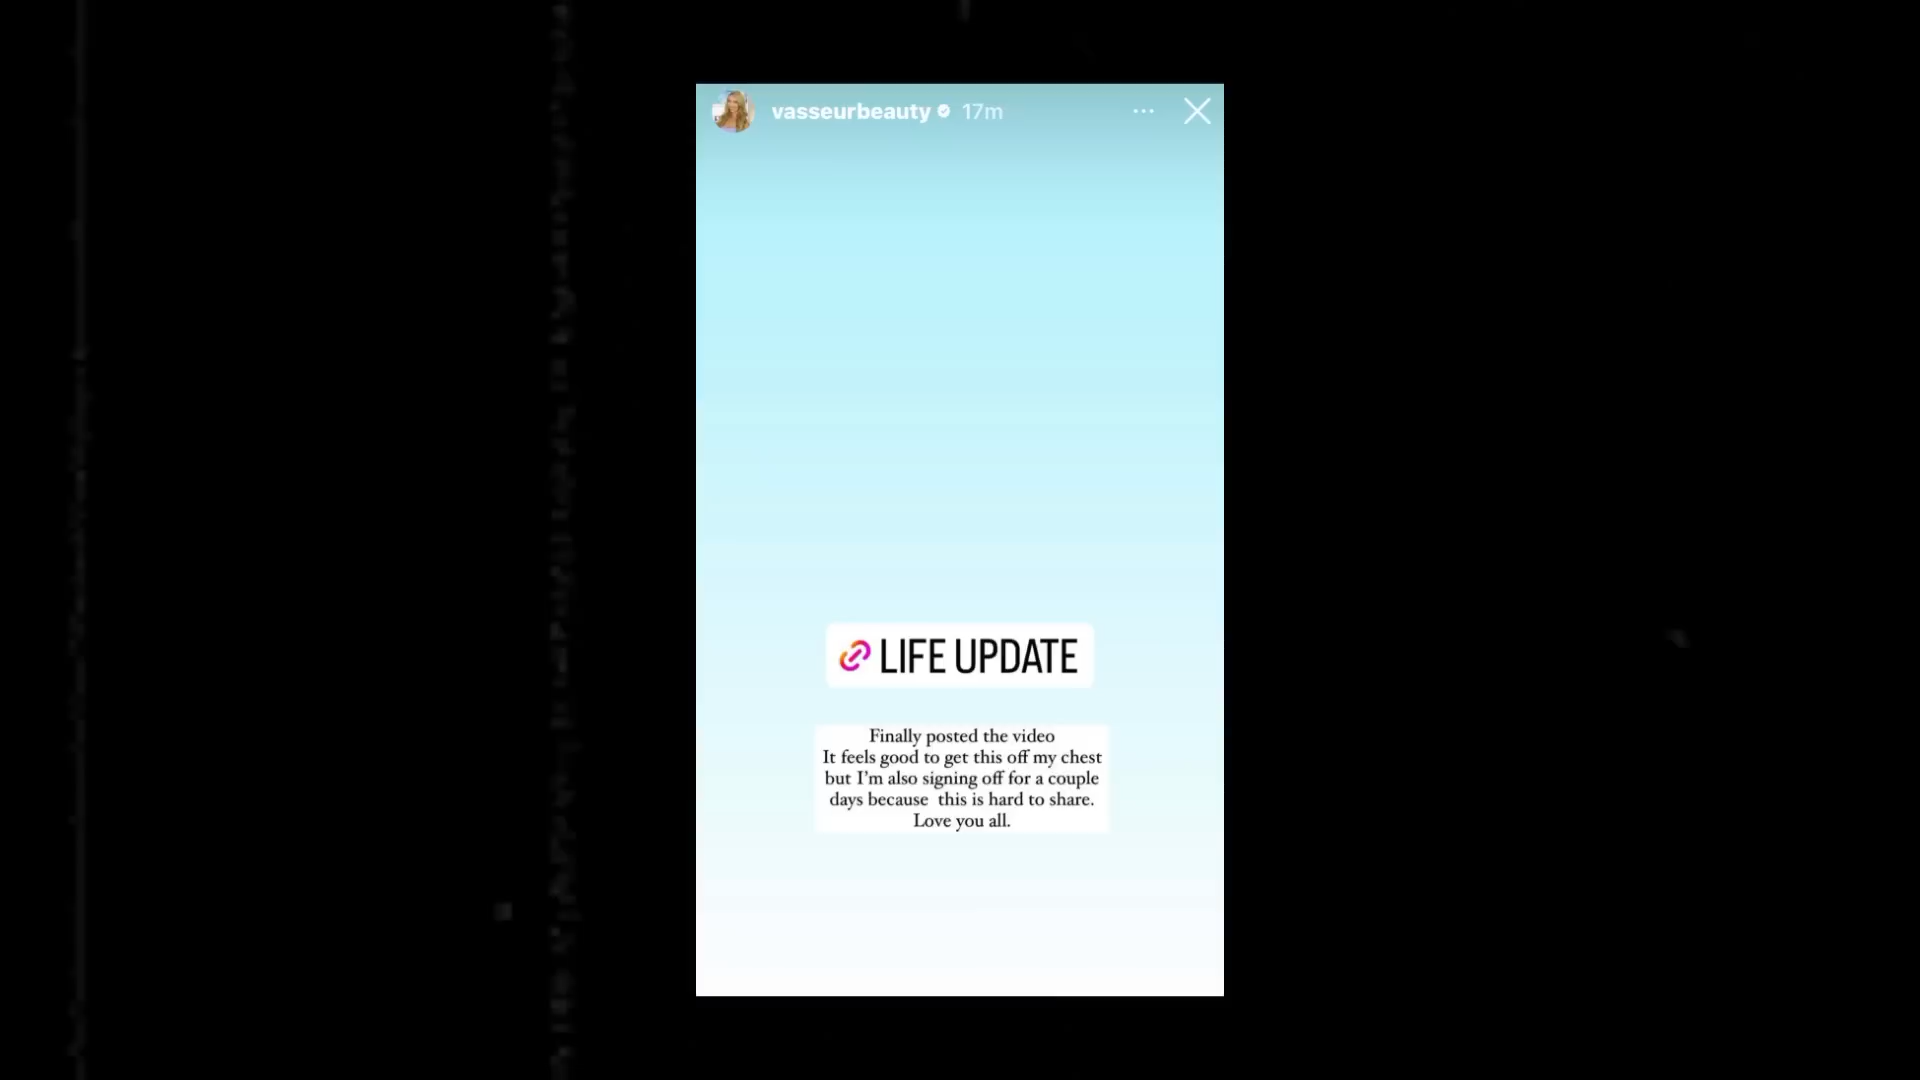 vasseurbeauty 17m
LIFE UPDATE
Finally posted the video
It feels good to get this off my chest
but I'm also signing off for a couple
days because  this is hard to share.
Love you all.